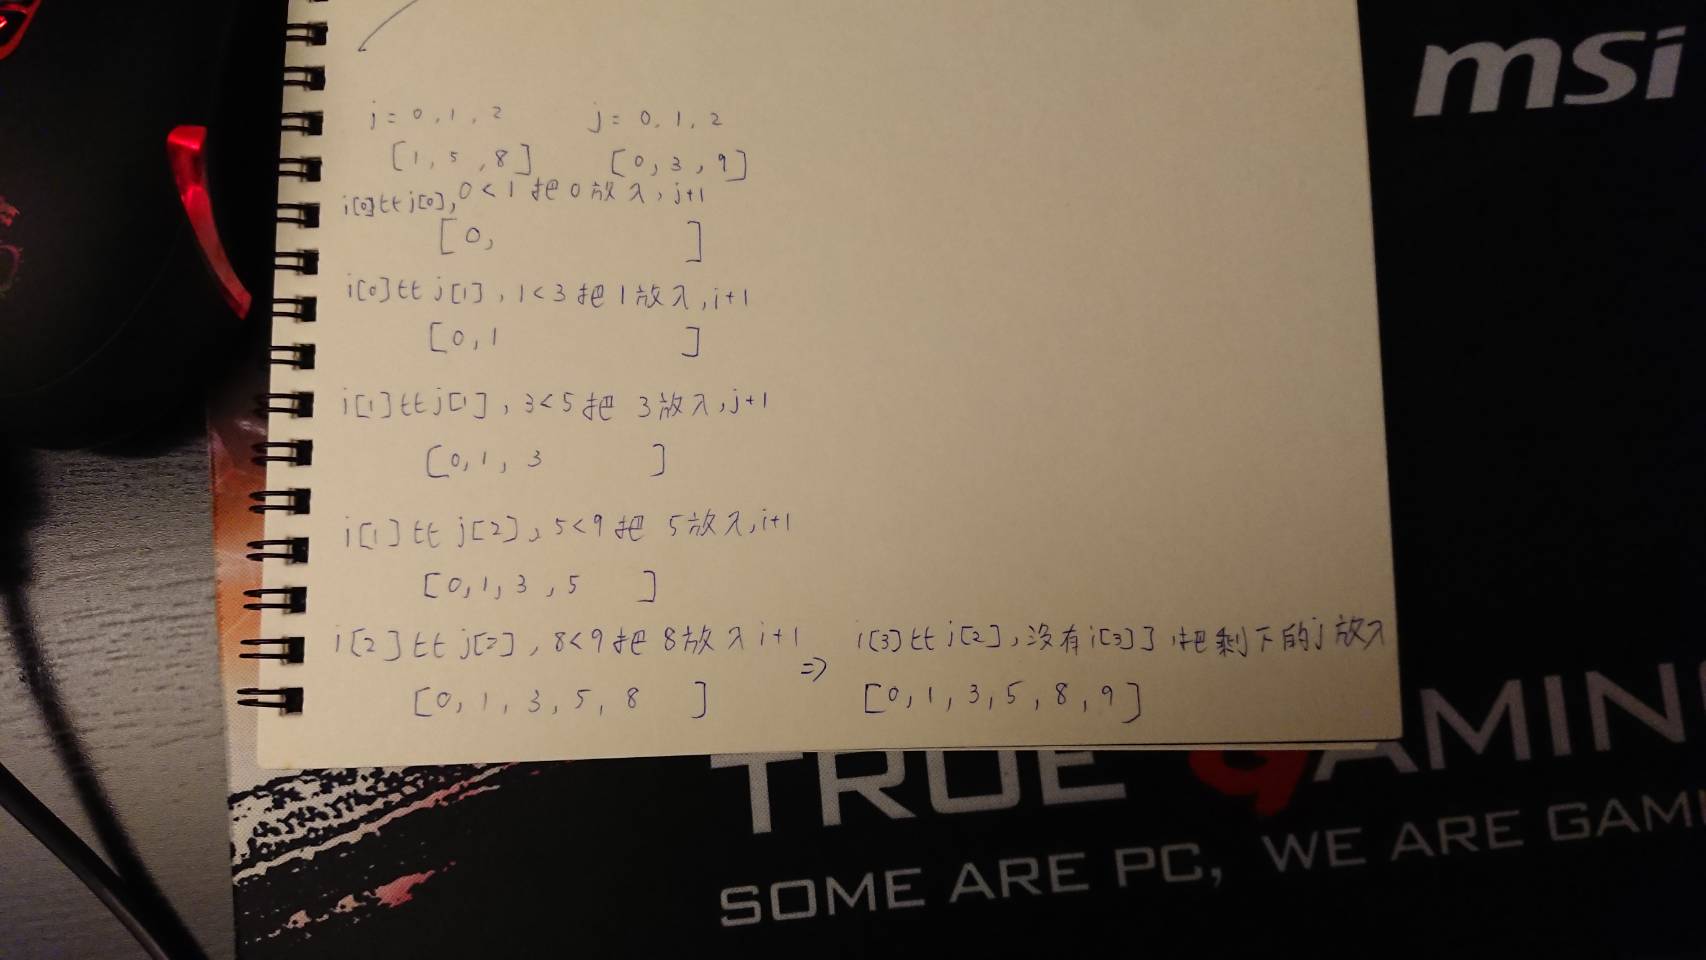 msi
j = 0, 1, 2 j = 0, 1, 2
[1, 5, 8] [0, 3, 9]
i[0]比j[0], 0<1 把0放入, j+1
[0, ]
i[0]比j[1], 1<3 把1放入, i+1
[0, 1 ]
i[1]比j[1], 3<5 把 3放入, j+1
[0, 1, 3 ]
i[1]比 j[2], 5<9 把 5放入, i+1
[0, 1, 3, 5 ]
i[2]比 j[2], 8<9 把 8放入 i+1 => i[3]比 j[2], 沒有i[3]了, 把剩下的j放入
[0, 1, 3, 5, 8 ] [0, 1, 3, 5, 8, 9]
TRUE GAMIN
SOME ARE PC, WE ARE GAM